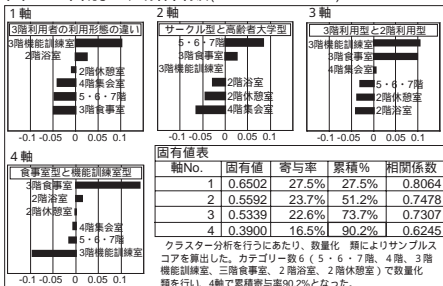 1軸
3階利用者の利用形態の違い
3階機能訓練室
2階浴室
2階休憩室
4階集会室
5・6・7階
3階食事室
-0.1 -0.05 0 0.05 0.1
2軸
サークル型と高齢者大学型
5・6・7階
3階食事室
3階機能訓練室
2階浴室
2階休憩室
4階集会室
-0.1 -0.05 0 0.05 0.1
3軸
3階利用型と2階利用型
3階機能訓練室
3階食事室
4階集会室
5・6・7階
2階休憩室
2階浴室
-0.1 -0.05 0 0.05 0.1
4軸
食事室型と機能訓練室型
3階食事室
2階浴室
2階休憩室
4階集会室
5・6・7階
3階機能訓練室
-0.1 -0.05 0 0.05 0.1
固有値表
軸No. 固有値 寄与率 累積% 相関係数
1 0.6502 27.5% 27.5% 0.8064
2 0.5592 23.7% 51.2% 0.7478
3 0.5339 22.6% 73.7% 0.7307
4 0.3900 16.5% 90.2% 0.6245
クラスター分析を行うにあたり、数量化 類によりサンプルス
コアを算出した。カテゴリー数6(5・6・7階、4階、3階
機能訓練室、三階食事室、2階浴室、2階休憩室)で数量化
類を行い、4軸で累積寄与率90.2%となった。